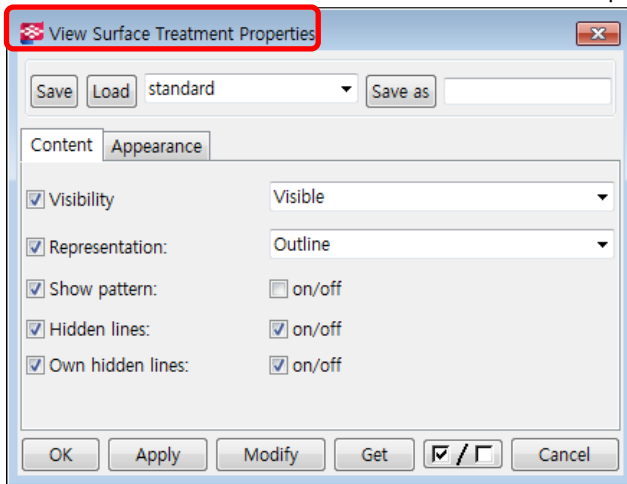 View Surface Treatment Properties
Save Load standard Save as
Content Appearance
Visibility Visible
Representation: Outline
Show pattern: on/off
Hidden lines: on/off
Own hidden lines: on/off
OK Apply Modify Get / Cancel